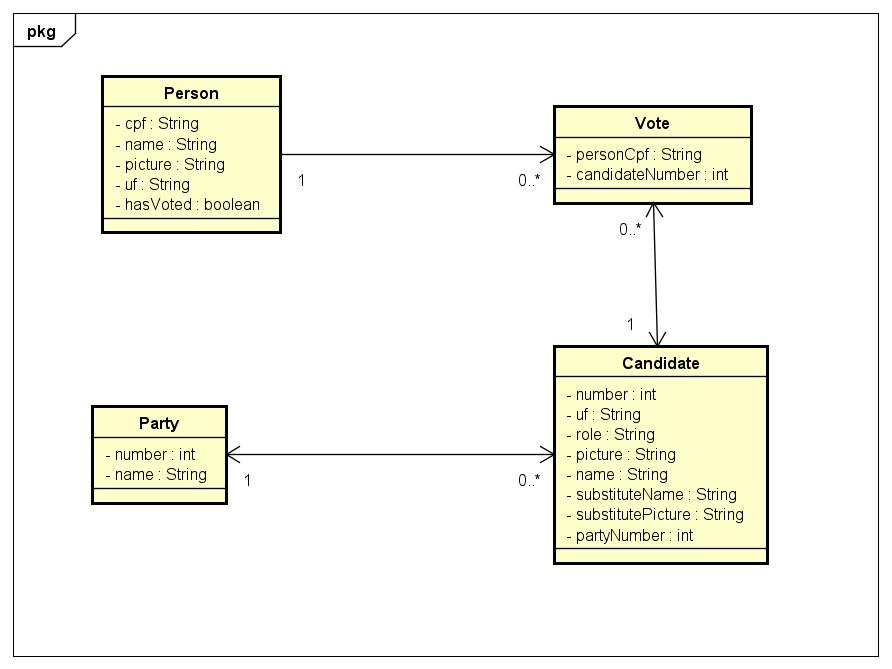 pkg
Person
- cpf : String
- name : String
- picture : String
- uf : String
- hasVoted : boolean
1
0..*
Vote
- personCpf : String
- candidateNumber : int
0..*
1
Candidate
- number : int
- uf : String
- role : String
- picture : String
- name : String
- substituteName : String
- substitutePicture : String
- partyNumber : int
Party
- number : int
- name : String
1
0..*